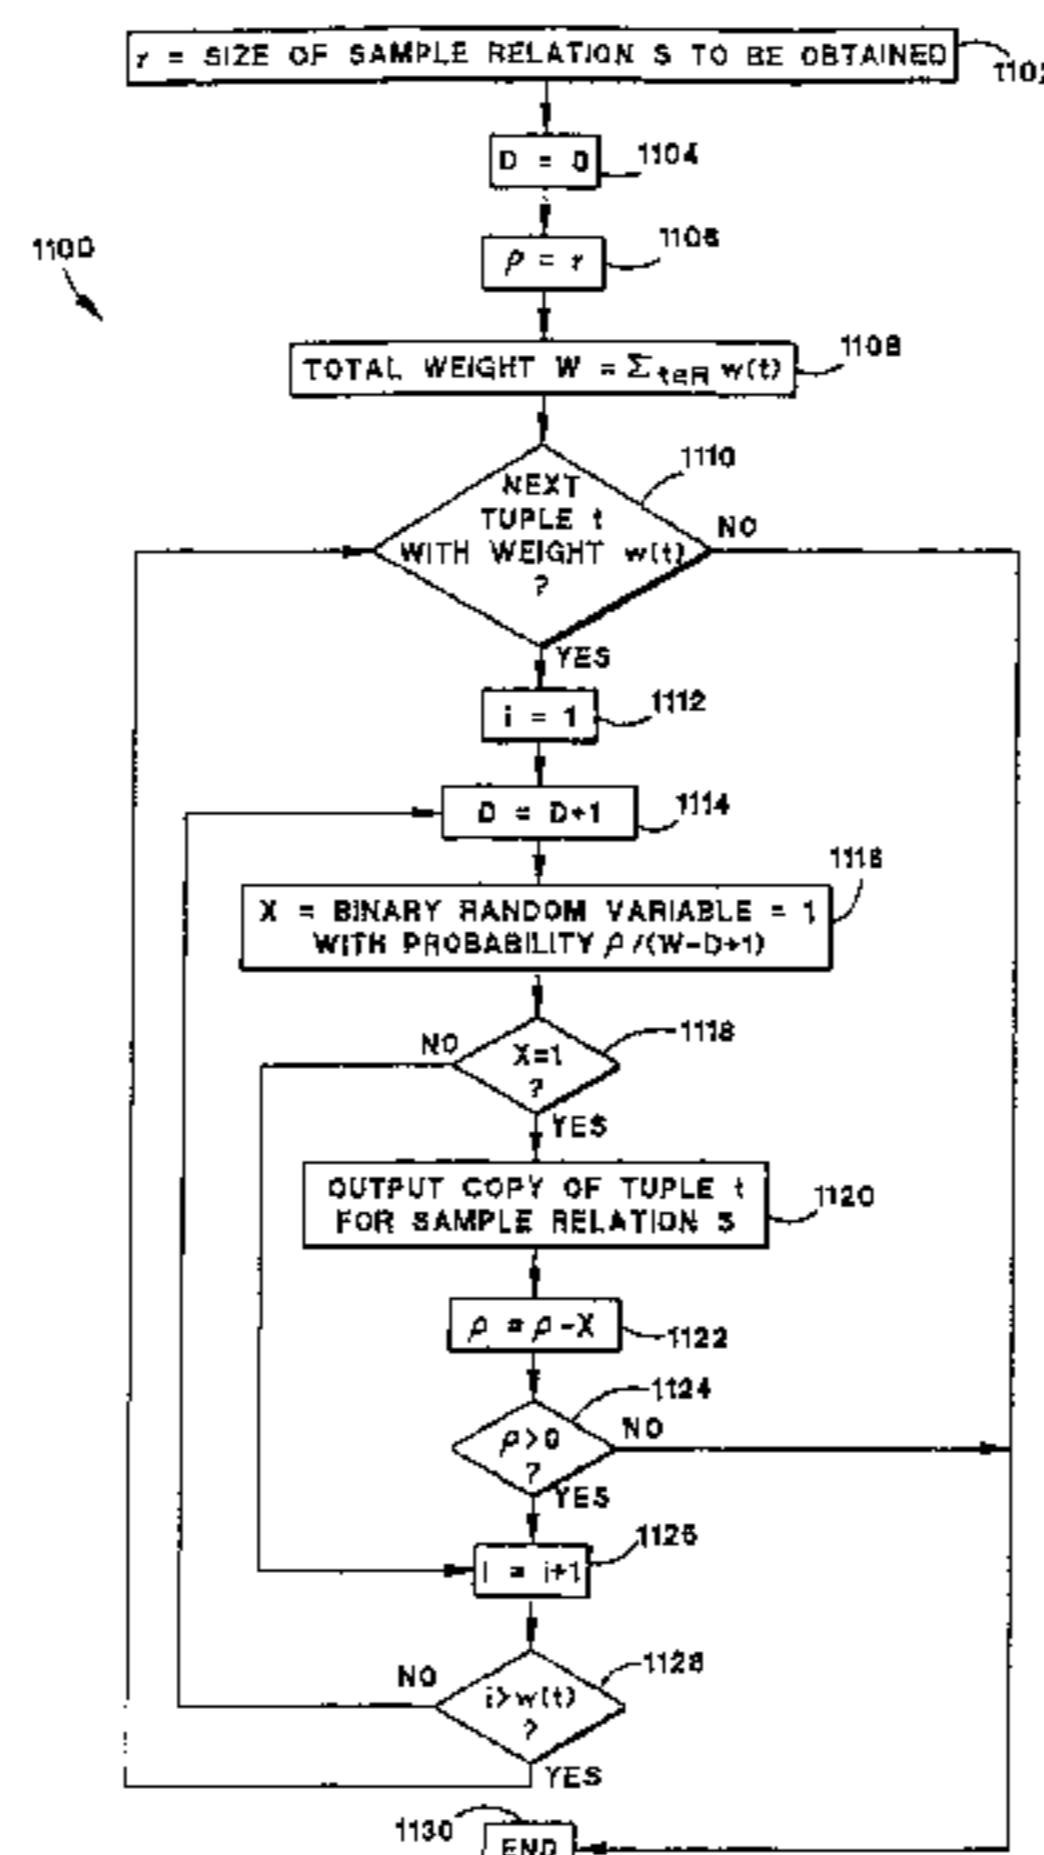 r = SIZE OF SAMPLE RELATION S TO BE OBTAINED
1104
D = 0
1106
ρ = r
1100
1108
TOTAL WEIGHT W = Σ t∈R w(t)
1110
NEXT
TUPLE t
WITH WEIGHT w(t)
?
NO
YES
1112
i = 1
1114
D = D+1
1116
X = BINARY RANDOM VARIABLE = 1
WITH PROBABILITY ρ/(W-D+1)
1118
NO
X=1
?
YES
OUTPUT COPY OF TUPLE t
FOR SAMPLE RELATION S
1120
ρ = ρ-X
1122
1124
NO
ρ>0
?
YES
1126
i = i+1
1128
NO
i>w(t)
?
YES
1130
END